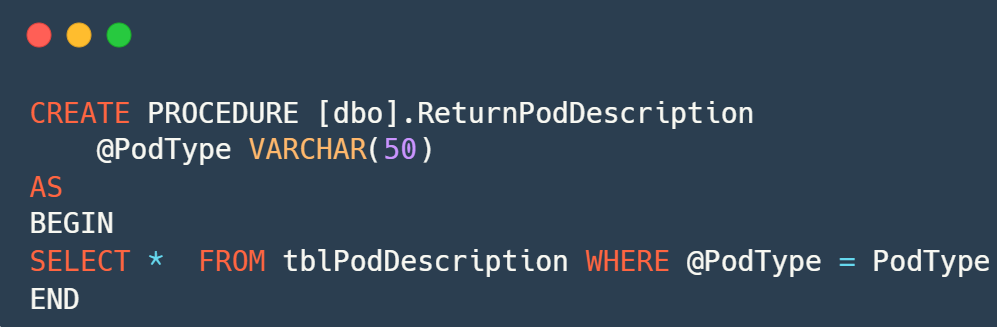 CREATE PROCEDURE [dbo].ReturnPodDescription
    @PodType VARCHAR(50)
AS
BEGIN
SELECT *  FROM tblPodDescription WHERE @PodType = PodType
END